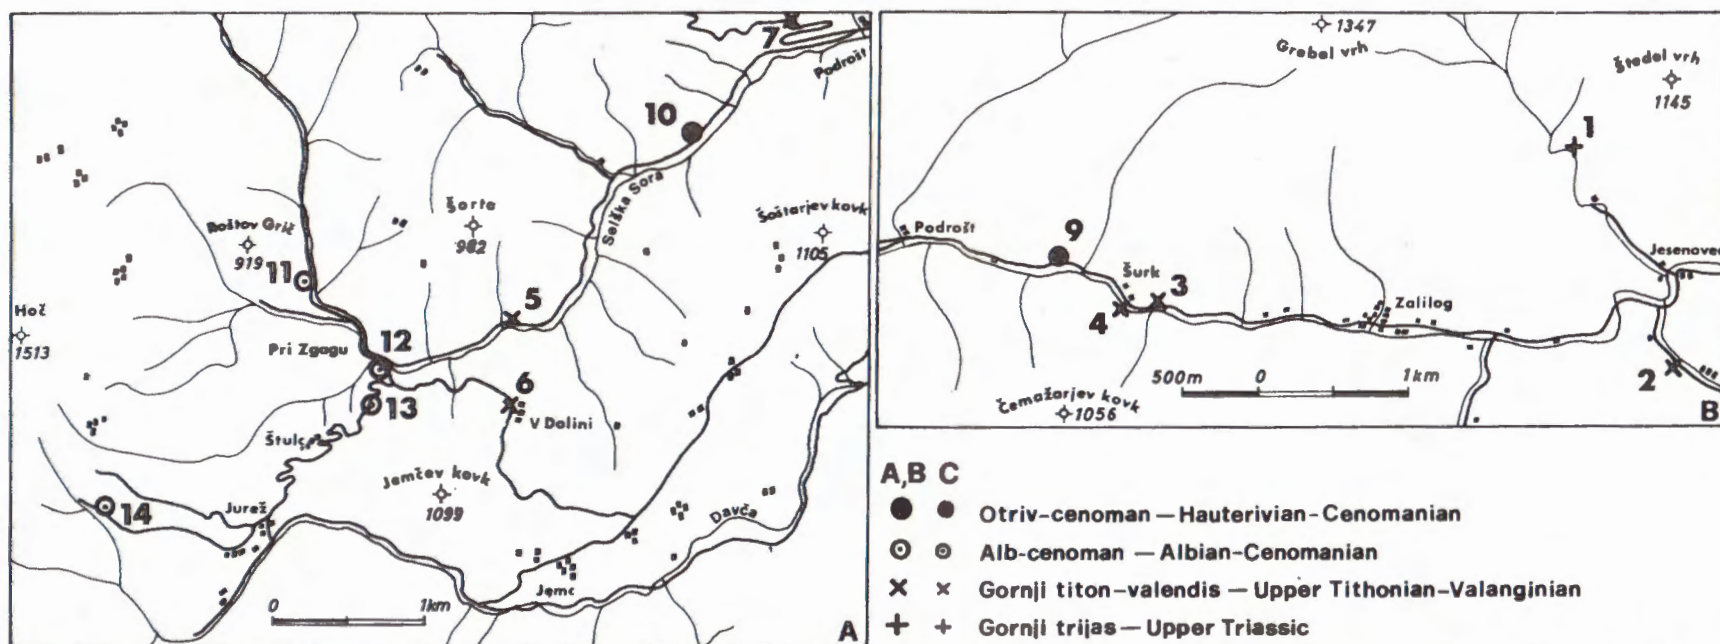 7
Podrošt
10
Selška Sora
Šorta
982
Roštov Grič
919
11
Šoštarjev kovk
1105
Hoč
1513
5
Pri Zgagu
12
13
6
V Dolini
Štulc
Jemčev kovk
1099
14
Jurež
Davča
Jemc
0 1km
A
1347
Grebel vrh
Štedel vrh
1145
1
Podrošt
9
Jesenovec
Šurk
3
4
Zalilog
2
500m 0 1km
Čemažarjev kovk
1056
B
A,B C
Otriv-cenoman — Hauterivian-Cenomanian
Alb-cenoman — Albian-Cenomanian
Gornji titon-valendis — Upper Tithonian-Valanginian
Gornji trijas — Upper Triassic